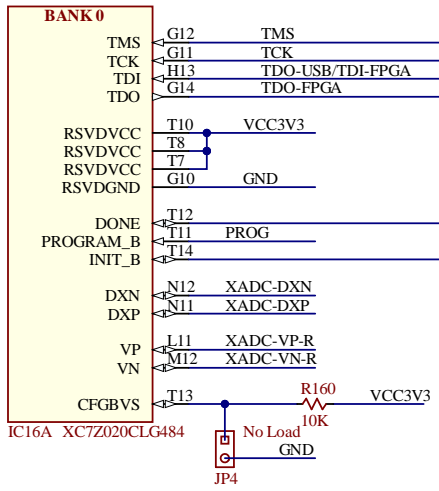 BANK 0
TMS G12 TMS
TCK G11 TCK
TDI H13 TDO-USB/TDI-FPGA
TDO G14 TDO-FPGA
RSVDVCC T10 VCC3V3
RSVDVCC T8
RSVDVCC T7
RSVDGND G10 GND
DONE T12
PROGRAM_B T11 PROG
INIT_B T14
DXN N12 XADC-DXN
DXP N11 XADC-DXP
VP L11 XADC-VP-R
VN M12 XADC-VN-R
CFGBVS T13 R160 VCC3V3
10K
IC16A XC7Z020CLG484 No Load
GND
JP4